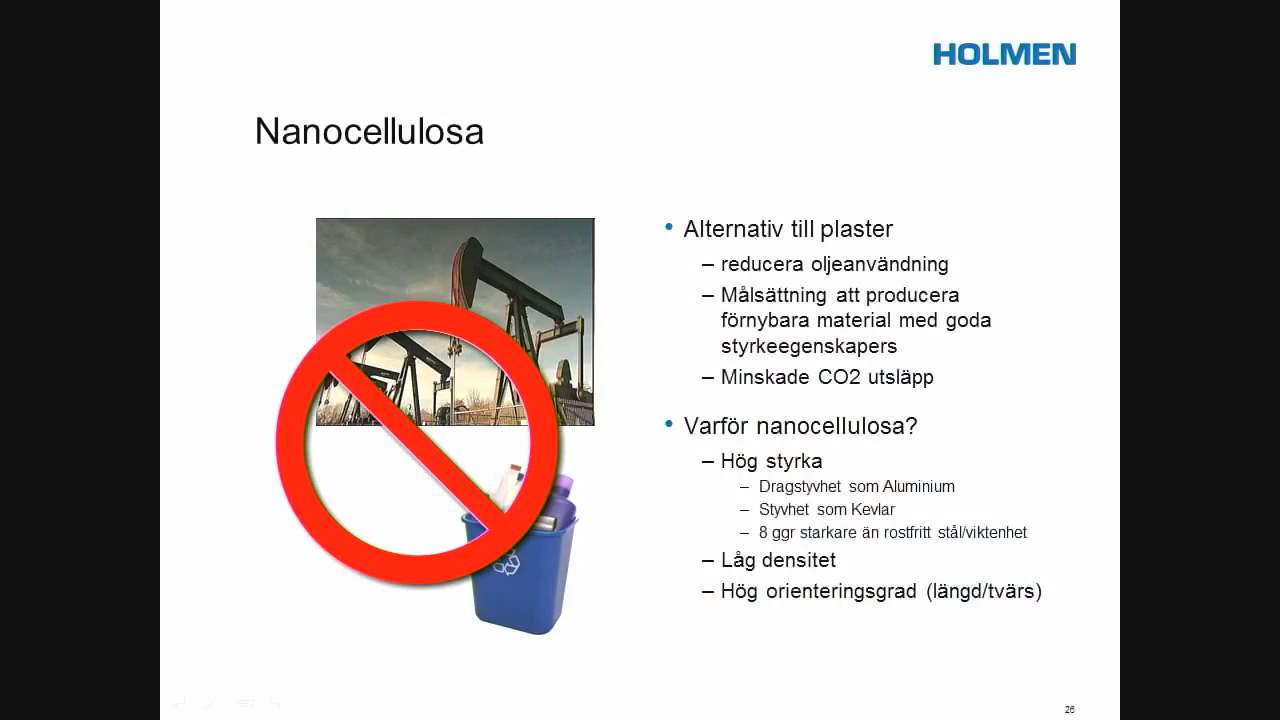 HOLMEN
Nanocellulosa
• Alternativ till plaster
– reducera oljeanvändning
– Målsättning att producera
förnybara material med goda
styrkeegenskapers
– Minskade CO2 utsläpp
• Varför nanocellulosa?
– Hög styrka
– Dragstyvhet som Aluminium
– Styvhet som Kevlar
– 8 ggr starkare än rostfritt stål/viktenhet
– Låg densitet
– Hög orienteringsgrad (längd/tvärs)
26